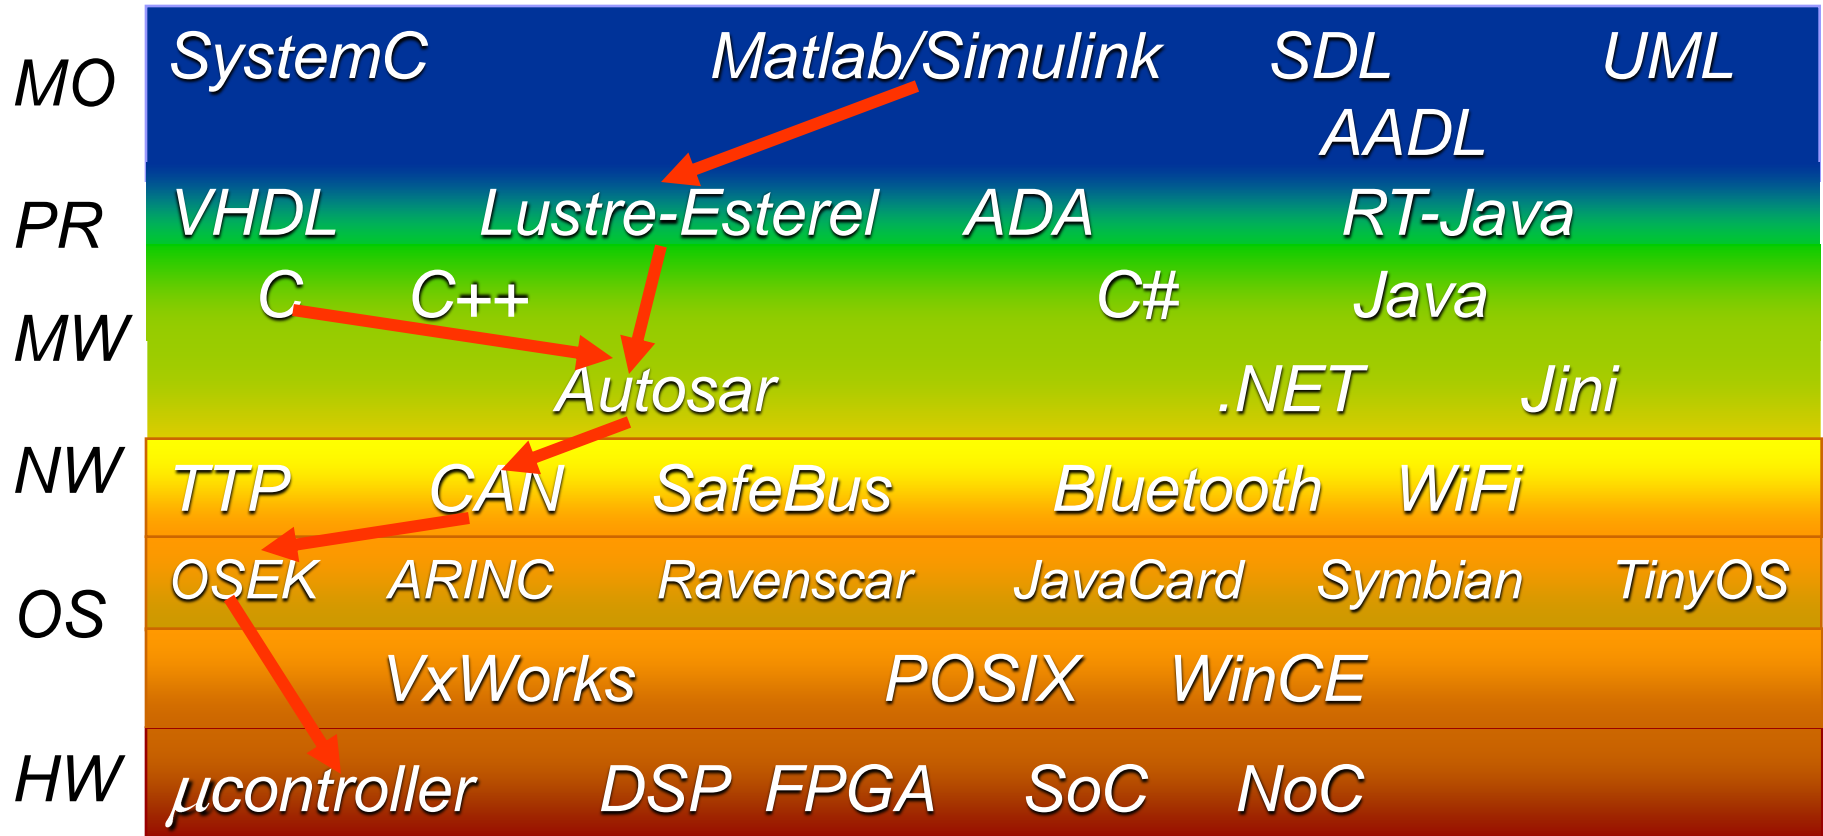 MO
SystemC Matlab/Simulink SDL UML
AADL
PR
VHDL Lustre-Esterel ADA RT-Java
C C++ C# Java
MW
Autosar .NET Jini
NW
TTP CAN SafeBus Bluetooth WiFi
OSEK ARINC Ravenscar JavaCard Symbian TinyOS
OS
VxWorks POSIX WinCE
HW
μcontroller DSP FPGA SoC NoC